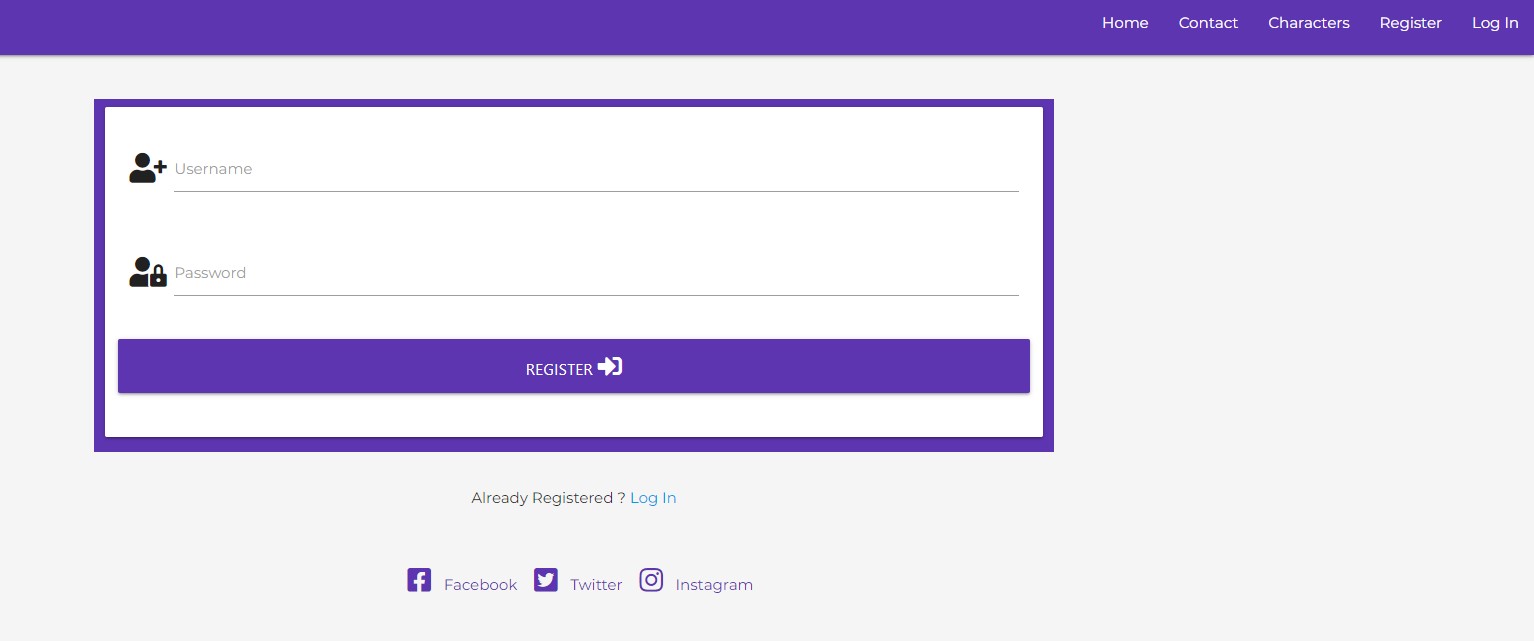 Home Contact Characters Register Log In
Username
Password
REGISTER
Already Registered ? Log In
Facebook Twitter Instagram